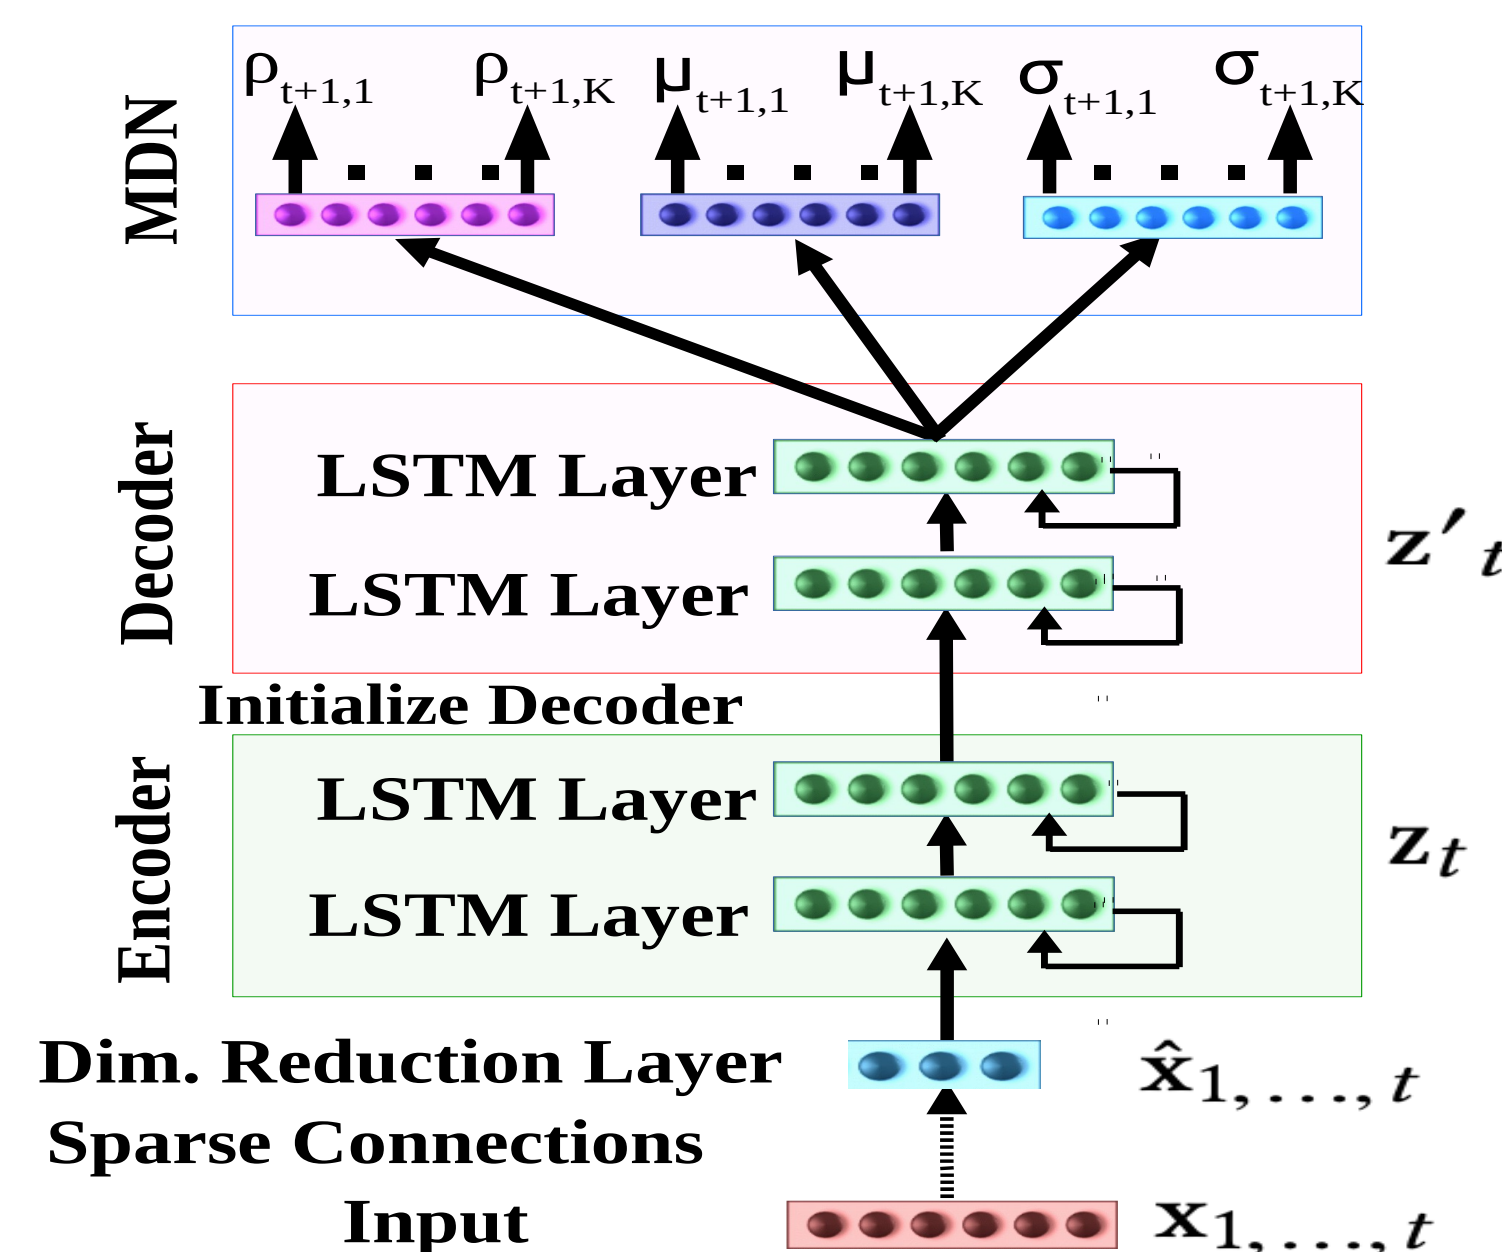 ρt+1,1 ρt+1,K μt+1,1 μt+1,K σt+1,1 σt+1,K
MDN
Decoder
LSTM Layer
LSTM Layer
z′t
Initialize Decoder
Encoder
LSTM Layer
LSTM Layer
zt
Dim. Reduction Layer
x̂1,...,t
Sparse Connections
Input
x1,...,t